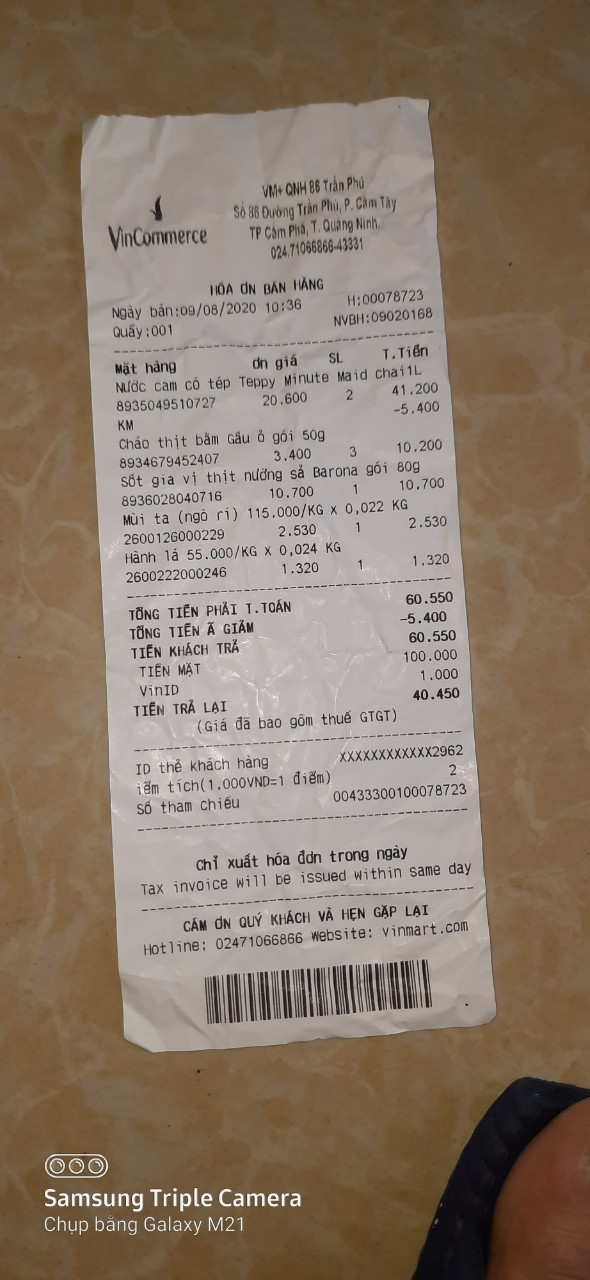 VinCommerce
VM+ QNH 86 Trần Phú
Số 86 Đường Trần Phú, P. Cẩm Tây
TP Cẩm Phả, T. Quảng Ninh.
024.71066866-43331
HÓA ƠN BÁN HÀNG
Ngày bán:09/08/2020 10:36 H:00078723
Quầy:001 NVBH:09020168
Mặt hàng ơn giá SL T.Tiền
Nước cam có tép Teppy Minute Maid chai1L
8935049510727 20.600 2 41.200
KM -5.400
Cháo thịt bằm Gấu ỏ gói 50g
8934679452407 3.400 3 10.200
Sốt gia vị thịt nướng sả Barona gói 80g
8936028040716 10.700 1 10.700
Mùi ta (ngò rí) 115.000/KG X 0,022 KG
2600126000229 2.530 1 2.530
Hành lá 55.000/KG X 0,024 KG
2600222000246 1.320 1 1.320
TỔNG TIỀN PHẢI T.TOÁN 60.550
TỔNG TIỀN Ã GIẢM -5.400
TIỀN KHÁCH TRẢ 60.550
TIỀN MẶT 100.000
VinID 1.000
TIỀN TRẢ LẠI 40.450
(Giá đã bao gồm thuế GTGT)
ID thẻ khách hàng XXXXXXXXXXXX2962
iểm tích(1.000VND=1 điểm) 2
Số tham chiếu 00433300100078723
Chỉ xuất hóa đơn trong ngày
Tax invoice will be issued within same day
CẢM ƠN QUÝ KHÁCH VÀ HẸN GẶP LẠI
Hotline: 02471066866 Website: vinmart.com
Samsung Triple Camera
Chụp bằng Galaxy M21